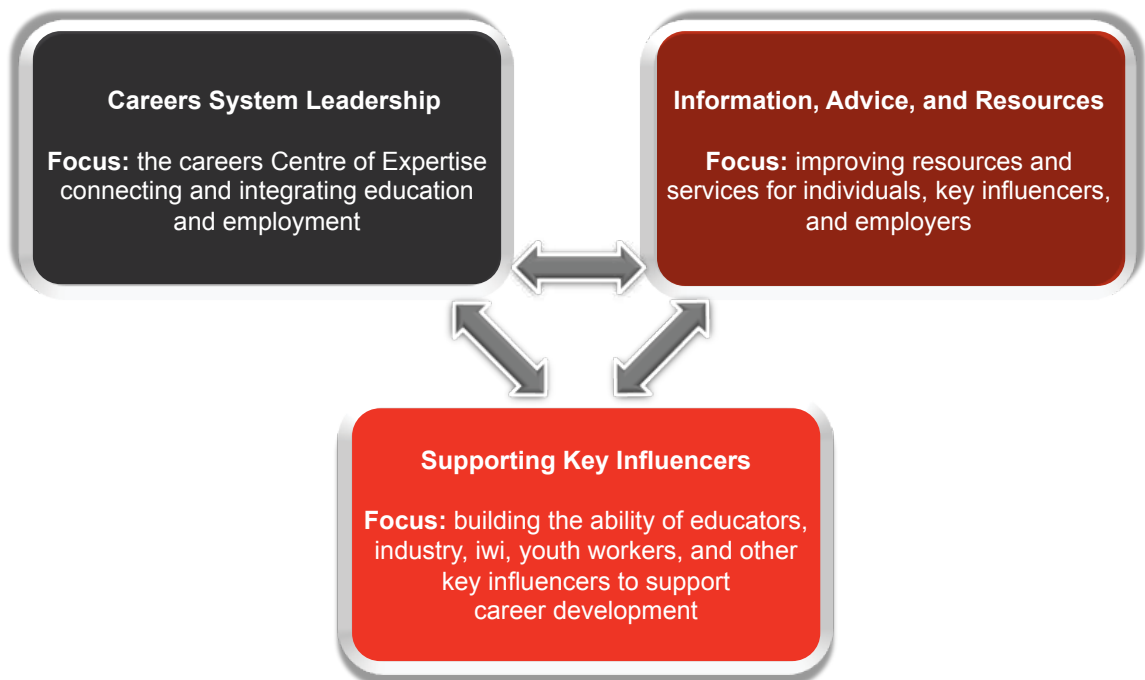 Careers System Leadership
Focus: the careers Centre of Expertise
connecting and integrating education
and employment
Information, Advice, and Resources
Focus: improving resources and
services for individuals, key influencers,
and employers
Supporting Key Influencers
Focus: building the ability of educators,
industry, iwi, youth workers, and other
key influencers to support
career development